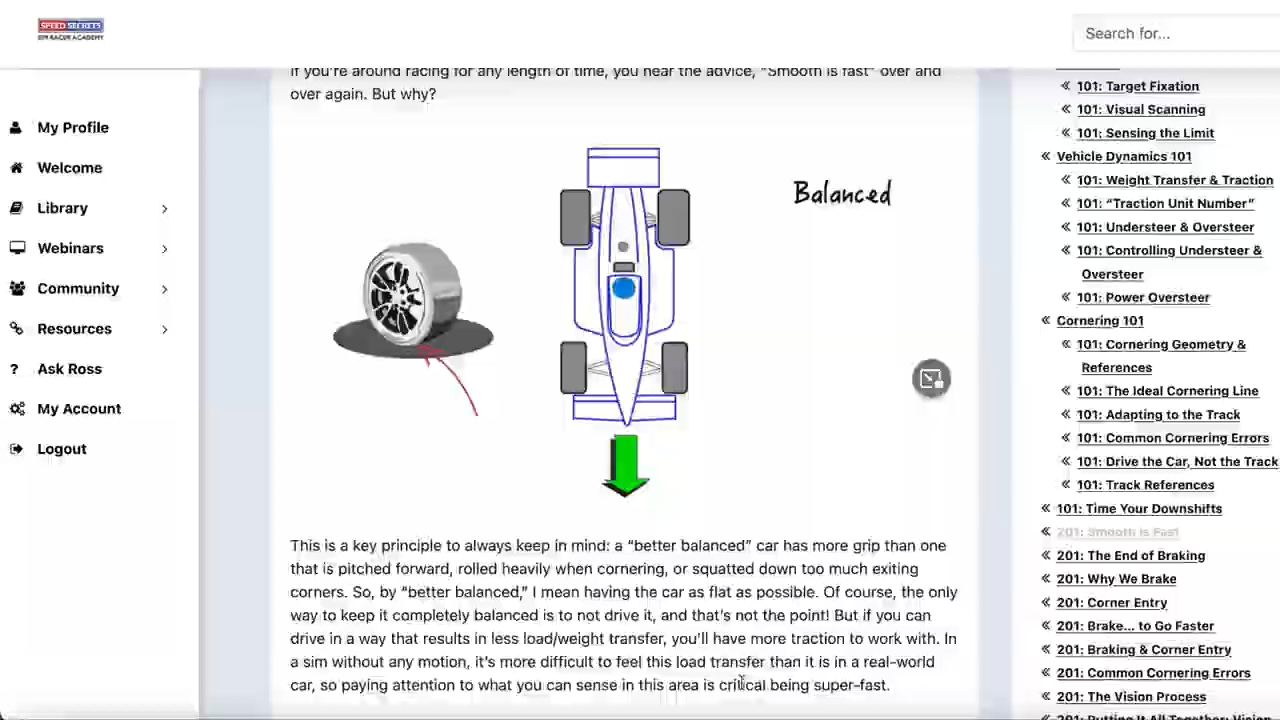 SPEED SECRETS
SIM RACER ACADEMY
Search for...
My Profile
Welcome
Library
Webinars
Community
Resources
? Ask Ross
My Account
Logout
If you're around racing for any length of time, you hear the advice, "Smooth is fast" over and
over again. But why?
Balanced
This is a key principle to always keep in mind: a “better balanced” car has more grip than one
that is pitched forward, rolled heavily when cornering, or squatted down too much exiting
corners. So, by “better balanced,” I mean having the car as flat as possible. Of course, the only
way to keep it completely balanced is to not drive it, and that’s not the point! But if you can
drive in a way that results in less load/weight transfer, you’ll have more traction to work with. In
a sim without any motion, it’s more difficult to feel this load transfer than it is in a real-world
car, so paying attention to what you can sense in this area is critical being super-fast.
101: Target Fixation
101: Visual Scanning
101: Sensing the Limit
Vehicle Dynamics 101
101: Weight Transfer & Traction
101: “Traction Unit Number”
101: Understeer & Oversteer
101: Controlling Understeer &
Oversteer
101: Power Oversteer
Cornering 101
101: Cornering Geometry &
References
101: The Ideal Cornering Line
101: Adapting to the Track
101: Common Cornering Errors
101: Drive the Car, Not the Track
101: Track References
101: Time Your Downshifts
201: Smooth is Fast
201: The End of Braking
201: Why We Brake
201: Corner Entry
201: Brake... to Go Faster
201: Braking & Corner Entry
201: Common Cornering Errors
201: The Vision Process
201: Putting It All Together: Vision